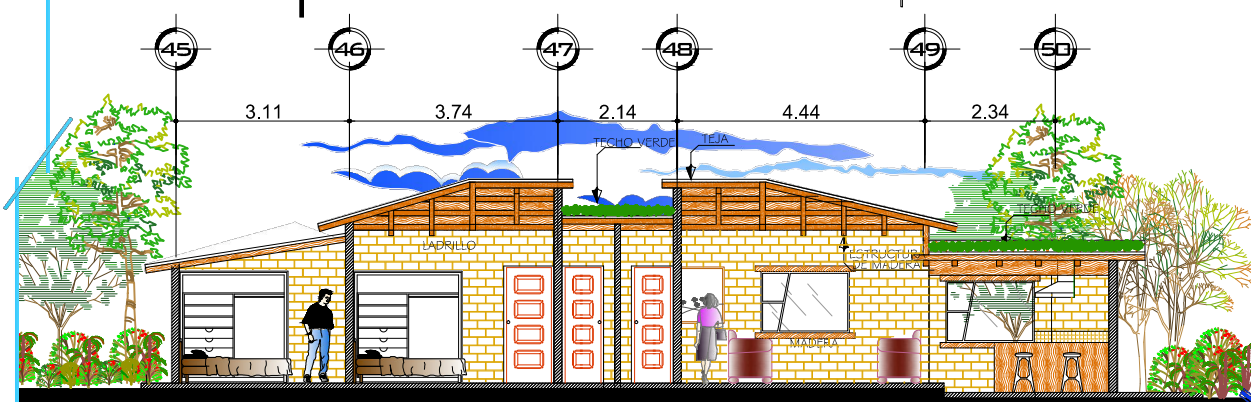 45 46 47 48 49 50
3.11 3.74 2.14 4.44 2.34
TECHO VERDE
TEJA
TECHO VERDE
LADRILLO
ESTRUCTURA
DE MADERA
MADERA